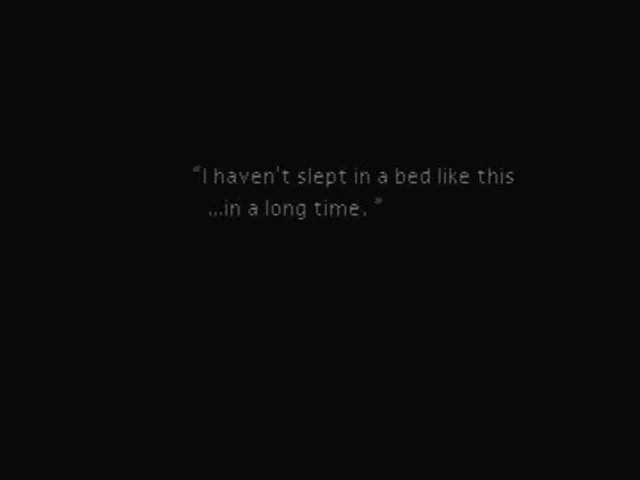 “I haven't slept in a bed like this
...in a long time. ”